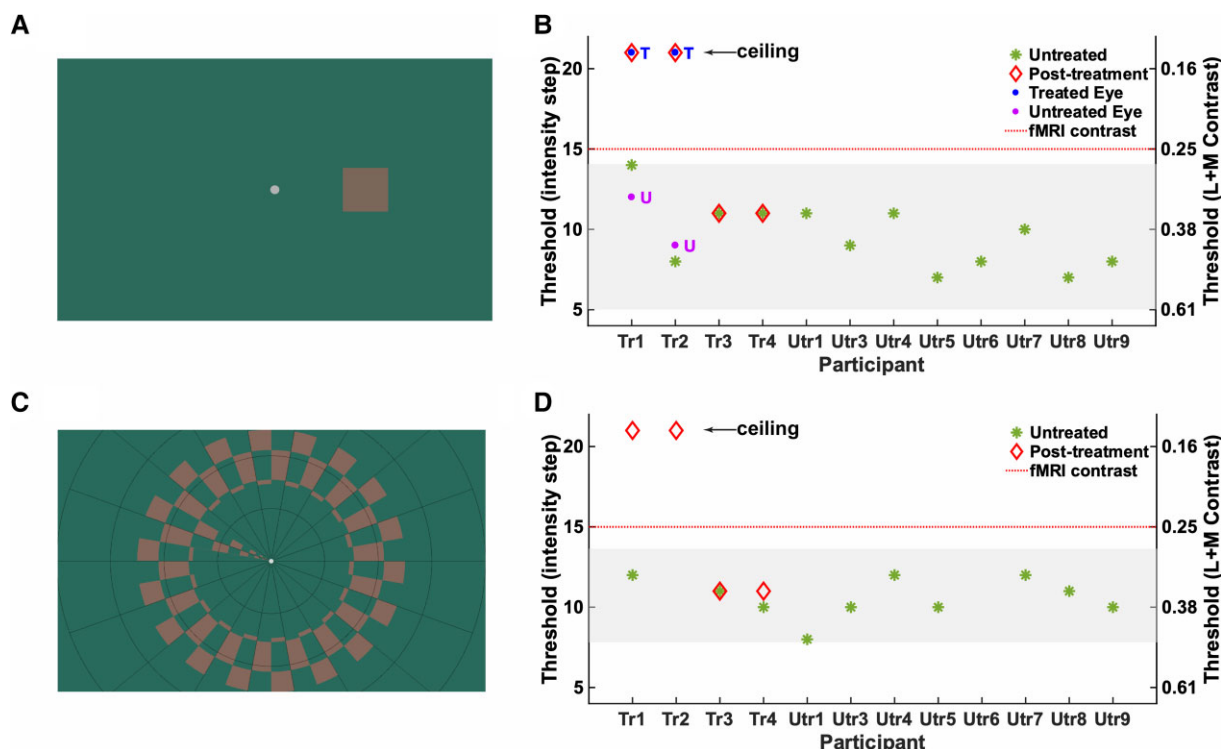 A
B
Threshold (intensity step)
20
15
10
5
T
T
ceiling
U
U
Untreated
Post-treatment
Treated Eye
Untreated Eye
fMRI contrast
0.16
0.25
0.38
0.61
Threshold (L+M Contrast)
Tr1 Tr2 Tr3 Tr4 Utr1 Utr3 Utr4 Utr5 Utr6 Utr7 Utr8 Utr9
Participant
C
D
Threshold (intensity step)
20
15
10
5
ceiling
Untreated
Post-treatment
fMRI contrast
0.16
0.25
0.38
0.61
Threshold (L+M Contrast)
Tr1 Tr2 Tr3 Tr4 Utr1 Utr3 Utr4 Utr5 Utr6 Utr7 Utr8 Utr9
Participant